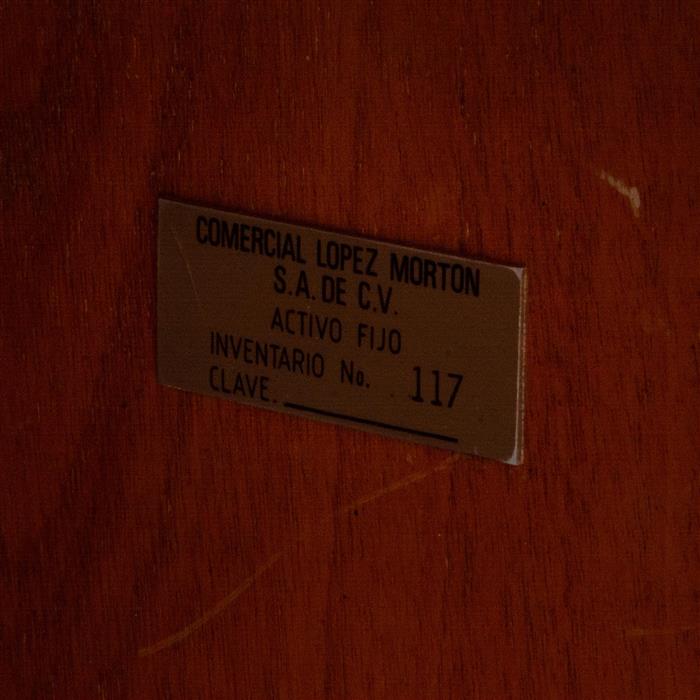 COMERCIAL LOPEZ MORTON
S.A. DE C.V.
ACTIVO FIJO
INVENTARIO No. 117
CLAVE.